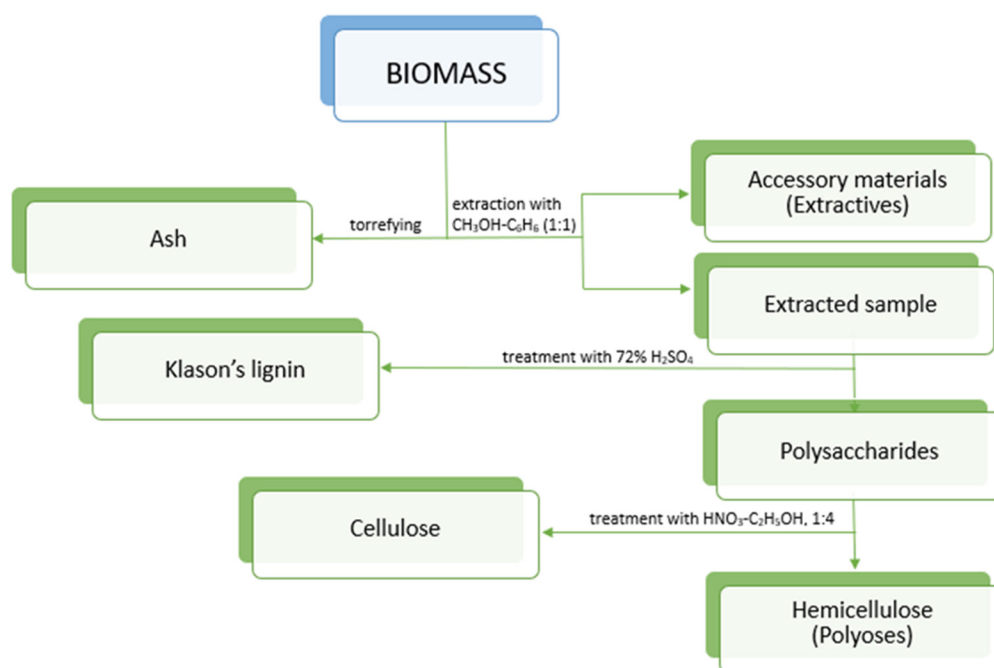 BIOMASS
Accessory materials
(Extractives)
extraction with
CH₃OH-C₆H₆ (1:1)
torrefying
Ash
Extracted sample
treatment with 72% H₂SO₄
Klason’s lignin
Polysaccharides
treatment with HNO₃-C₂H₅OH, 1:4
Cellulose
Hemicellulose
(Polyoses)